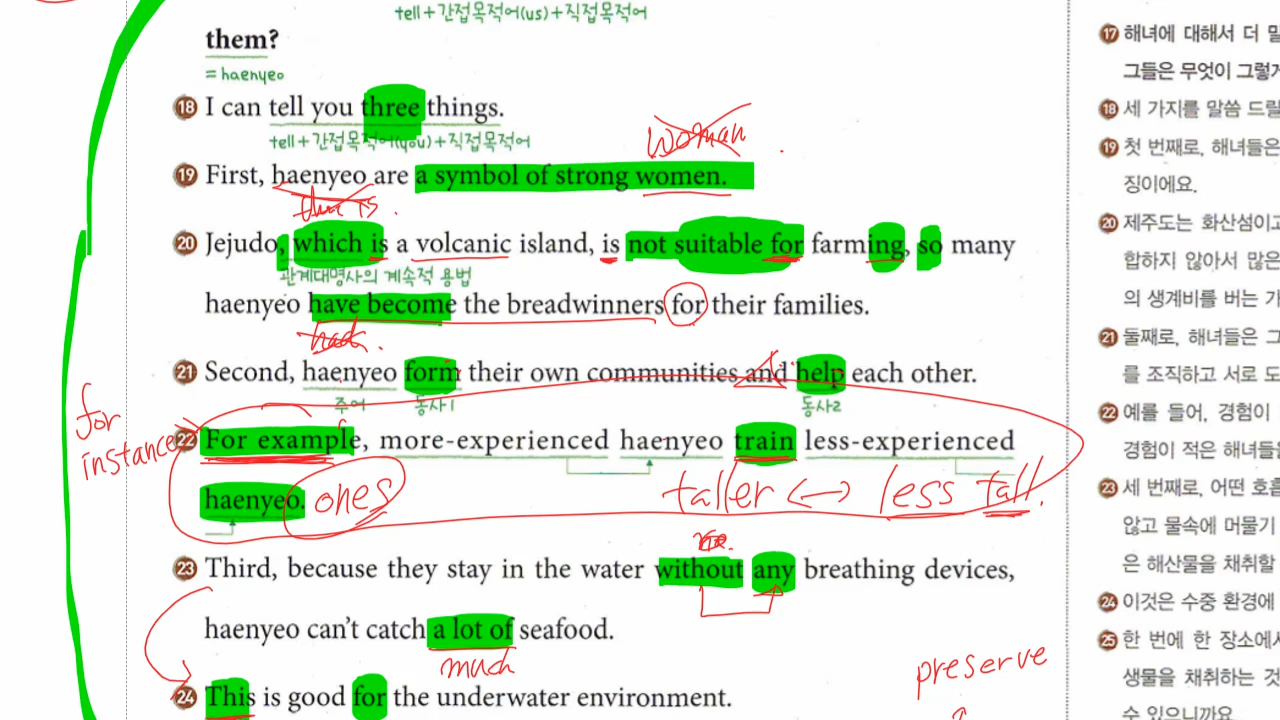 tell+간접목적어(us)+직접목적어
them?
= haenyeo
⑱ I can tell you three things.
tell+간접목적어(you)+직접목적어
woman
⑲ First, haenyeo are a symbol of strong women.
this is
⑳ Jejudo, which is a volcanic island, is not suitable for farming, so many
관계대명사의 계속적 용법
haenyeo have become the breadwinners for their families.
had
㉑ Second, haenyeo form their own communities and help each other.
주어 동사1 동사2
for
instance
㉒ For example, more-experienced haenyeo train less-experienced
haenyeo. ones taller ↔ less tall.
㉓ Third, because they stay in the water without any breathing devices,
haenyeo can't catch a lot of seafood.
much
preserve
㉔ This is good for the underwater environment.
⑰ 해녀에 대해서 더 말
그들은 무엇이 그렇게
⑱ 세 가지를 말씀 드릴
⑲ 첫 번째로, 해녀들은
징이에요.
⑳ 제주도는 화산섬이고
합하지 않아서 많은
의 생계비를 버는 가
㉑ 둘째로, 해녀들은 그
를 조직하고 서로 도
㉒ 예를 들어, 경험이
경험이 적은 해녀들을
㉓ 세 번째로, 어떤 호흡
않고 물속에 머물기
은 해산물을 채취할
㉔ 이것은 수중 환경에
㉕ 한 번에 한 장소에서
생물을 채취하는 것
수 있으니까요.